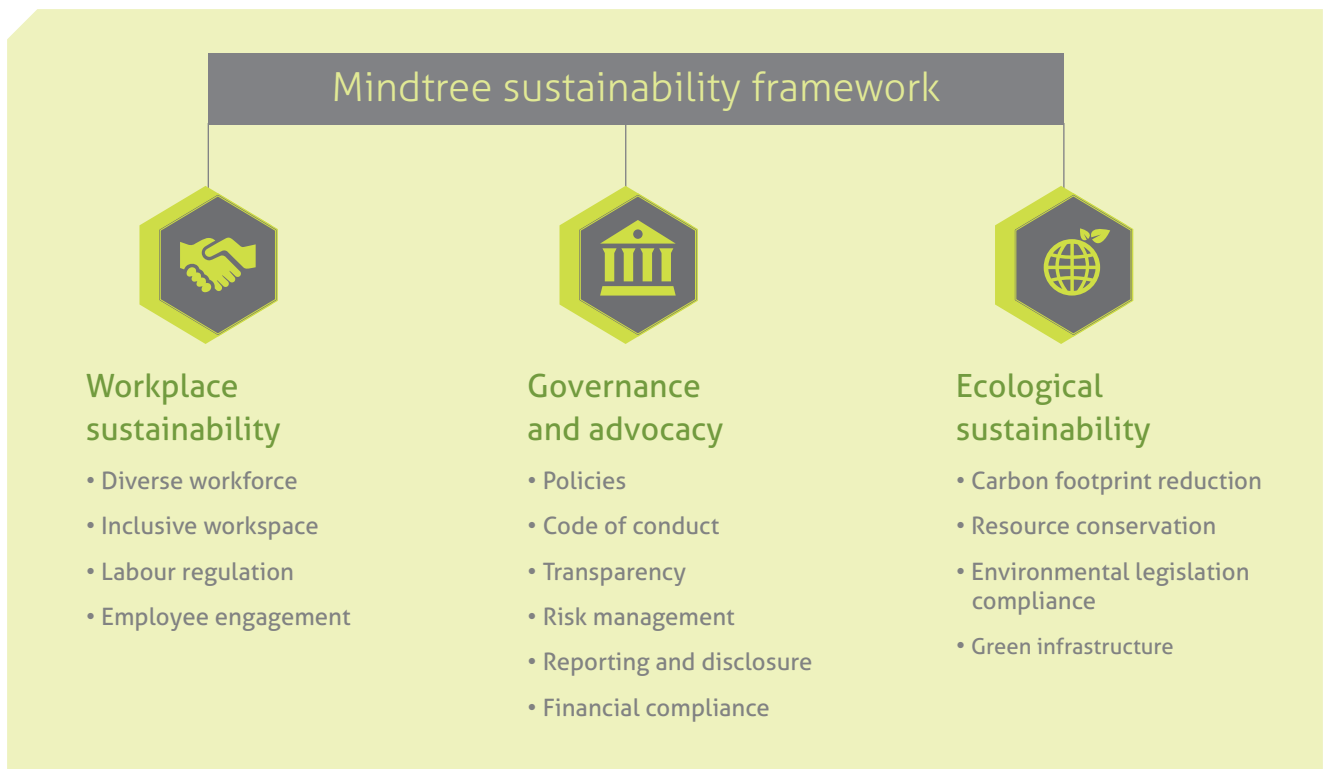 Mindtree sustainability framework
Workplace
sustainability
• Diverse workforce
• Inclusive workspace
• Labour regulation
• Employee engagement
Governance
and advocacy
• Policies
• Code of conduct
• Transparency
• Risk management
• Reporting and disclosure
• Financial compliance
Ecological
sustainability
• Carbon footprint reduction
• Resource conservation
• Environmental legislation
compliance
• Green infrastructure